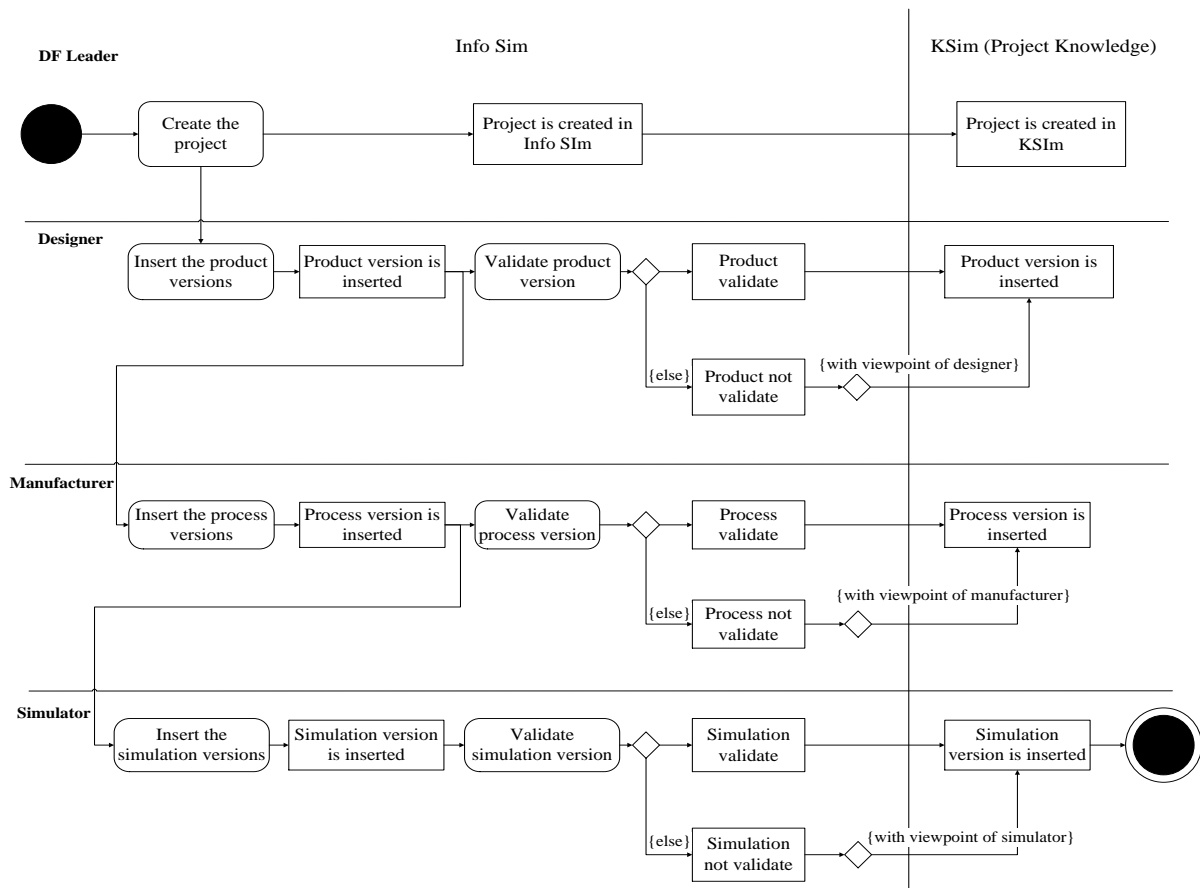 Info Sim
KSim (Project Knowledge)
DF Leader
Create the
project
Project is created in
Info SIm
Project is created in
KSIm
Designer
Insert the product
versions
Product version is
inserted
Validate product
version
Product
validate
Product version is
inserted
{else}
Product not
validate
{with viewpoint of designer}
Manufacturer
Insert the process
versions
Process version is
inserted
Validate
process version
Process
validate
Process version is
inserted
{else}
Process not
validate
{with viewpoint of manufacturer}
Simulator
Insert the
simulation versions
Simulation version
is inserted
Validate
simulation version
Simulation
validate
Simulation
version is inserted
{else}
Simulation
not validate
{with viewpoint of simulator}